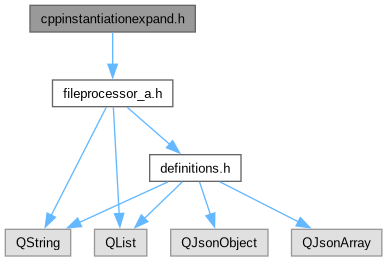 cppinstantiationexpand.h
fileprocessor_a.h
definitions.h
QString
QList
QJsonObject
QJsonArray